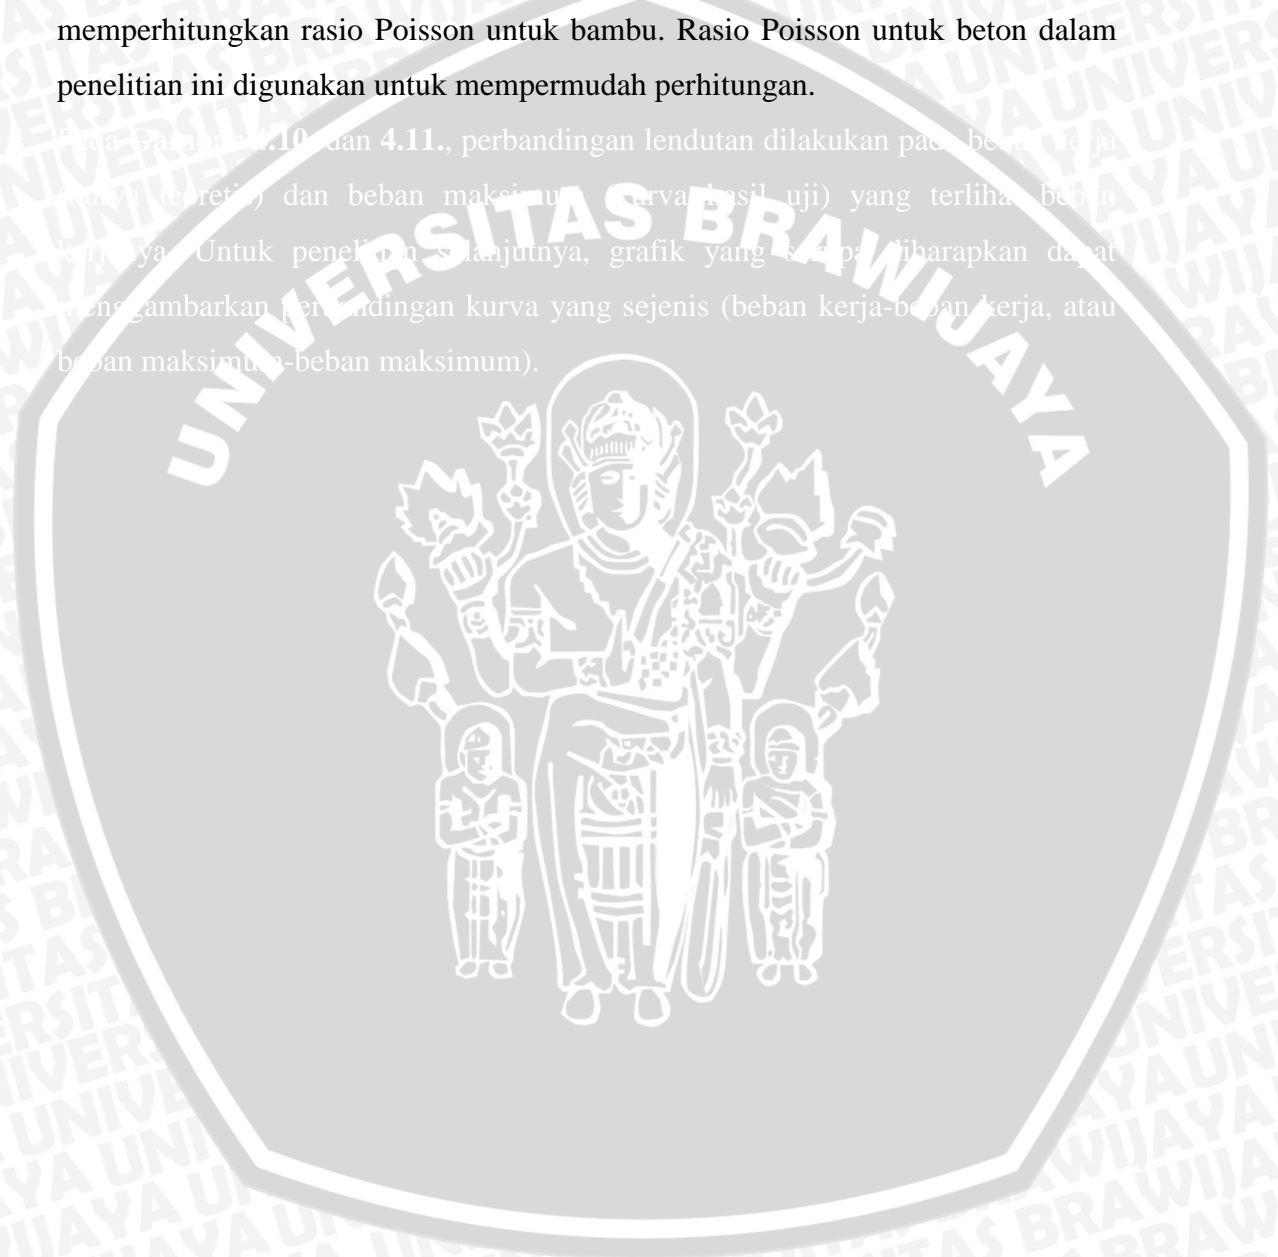 memperhitungkan rasio Poisson untuk bambu. Rasio Poisson untuk beton dalam
penelitian ini digunakan untuk mempermudah perhitungan.
Pada Gambar 4.10. dan 4.11., perbandingan lendutan dilakukan pada beban kerja
(kurva teoretis) dan beban maksimum (kurva hasil uji) yang terlihat beban
kerjanya. Untuk penelitian selanjutnya, grafik yang serupa diharapkan dapat
menggambarkan perbandingan kurva yang sejenis (beban kerja-beban kerja, atau
beban maksimum-beban maksimum).
UNIVERSITAS BRAWIJAYA